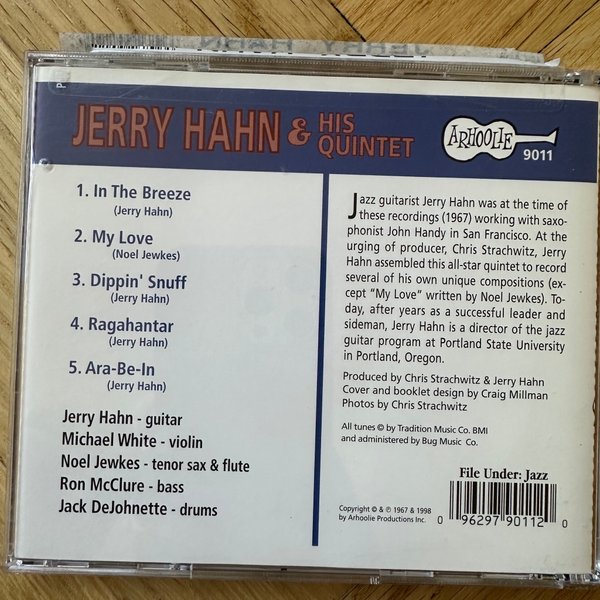 JERRY HAHN
JERRY HAHN & HIS QUINTET
ARHOOLIE
9011
1. In The Breeze
(Jerry Hahn)
2. My Love
(Noel Jewkes)
3. Dippin' Snuff
(Jerry Hahn)
4. Ragahantar
(Jerry Hahn)
5. Ara-Be-In
(Jerry Hahn)
Jerry Hahn - guitar
Michael White - violin
Noel Jewkes - tenor sax & flute
Ron McClure - bass
Jack DeJohnette - drums
Jazz guitarist Jerry Hahn was at the time of
these recordings (1967) working with saxo-
phonist John Handy in San Francisco. At the
urging of producer, Chris Strachwitz, Jerry
Hahn assembled this all-star quintet to record
several of his own unique compositions (ex-
cept "My Love" written by Noel Jewkes). To-
day, after years as a successful leader and
sideman, Jerry Hahn is a director of the jazz
guitar program at Portland State University
in Portland, Oregon.
Produced by Chris Strachwitz & Jerry Hahn
Cover and booklet design by Craig Millman
Photos by Chris Strachwitz
All tunes © by Tradition Music Co. BMI
and administered by Bug Music Co.
File Under: Jazz
Copyright © & ℗ 1967 & 1998
by Arhoolie Productions Inc.
0 96297 90112 0